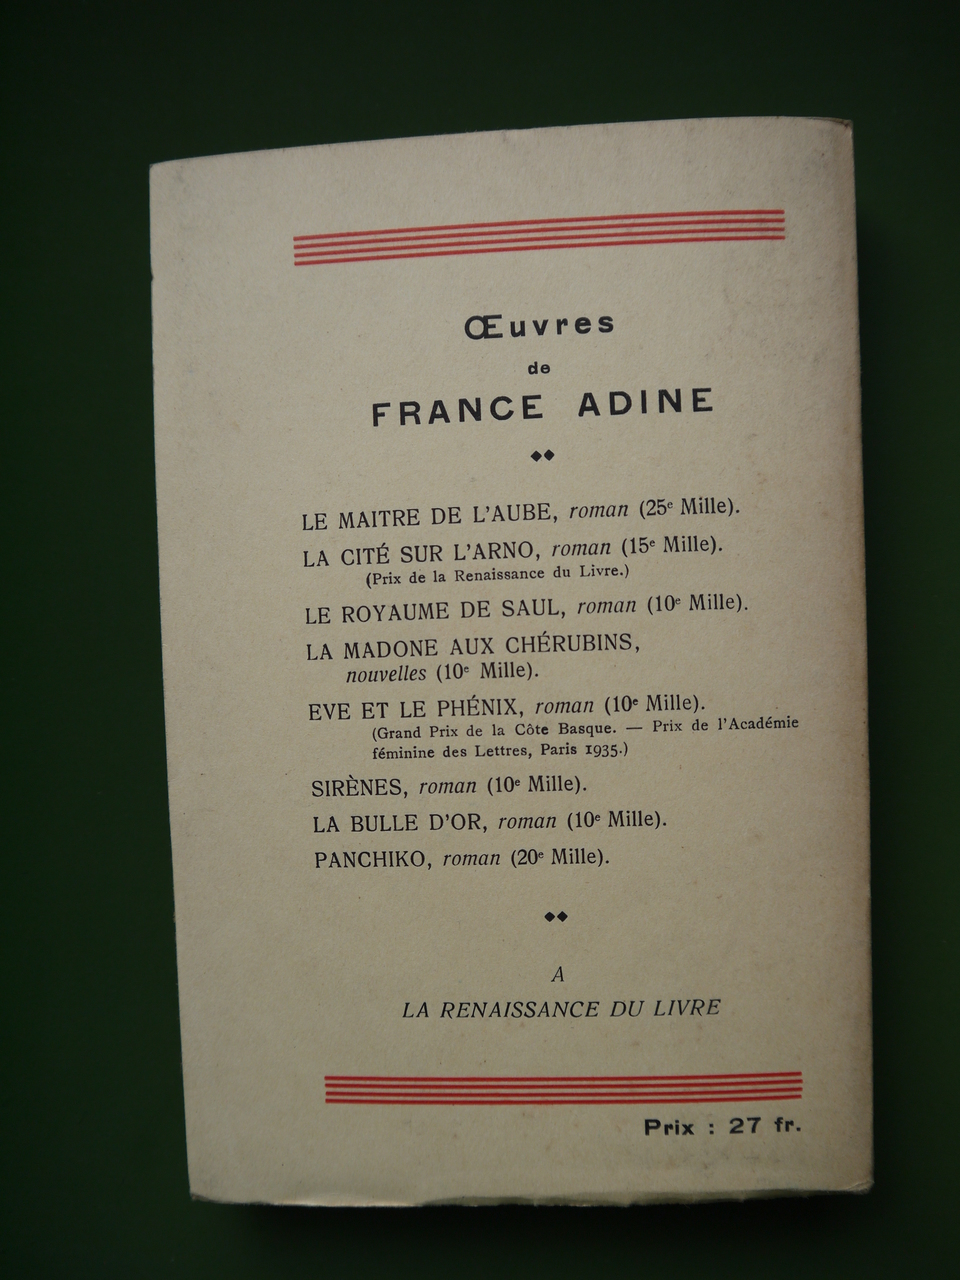 Œuvres
de
FRANCE ADINE
LE MAITRE DE L'AUBE, roman (25e Mille).
LA CITÉ SUR L'ARNO, roman (15e Mille).
(Prix de la Renaissance du Livre.)
LE ROYAUME DE SAUL, roman (10e Mille).
LA MADONE AUX CHÉRUBINS,
nouvelles (10e Mille).
EVE ET LE PHÉNIX, roman (10e Mille).
(Grand Prix de la Côte Basque. — Prix de l'Académie
féminine des Lettres, Paris 1935.)
SIRÈNES, roman (10e Mille).
LA BULLE D'OR, roman (10e Mille).
PANCHIKO, roman (20e Mille).
A
LA RENAISSANCE DU LIVRE
Prix : 27 fr.